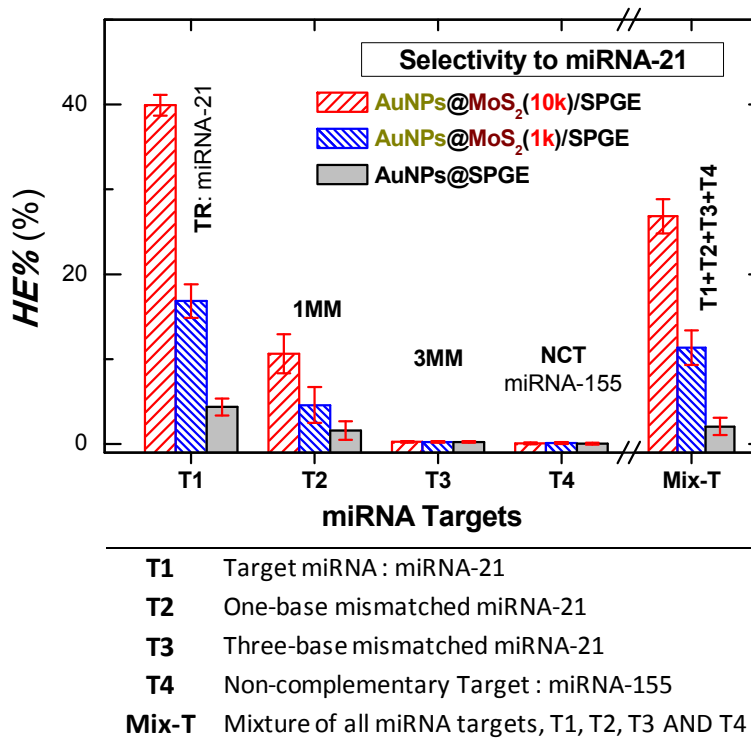 Selectivity to miRNA-21
AuNPs@MoS₂(10k)/SPGE
AuNPs@MoS₂(1k)/SPGE
AuNPs@SPGE
HE% (%)
40
20
0
TR: miRNA-21
1MM
3MM
NCT
miRNA-155
T1+T2+T3+T4
T1 T2 T3 T4 Mix-T
miRNA Targets
T1 Target miRNA : miRNA-21
T2 One-base mismatched miRNA-21
T3 Three-base mismatched miRNA-21
T4 Non-complementary Target : miRNA-155
Mix-T Mixture of all miRNA targets, T1, T2, T3 AND T4